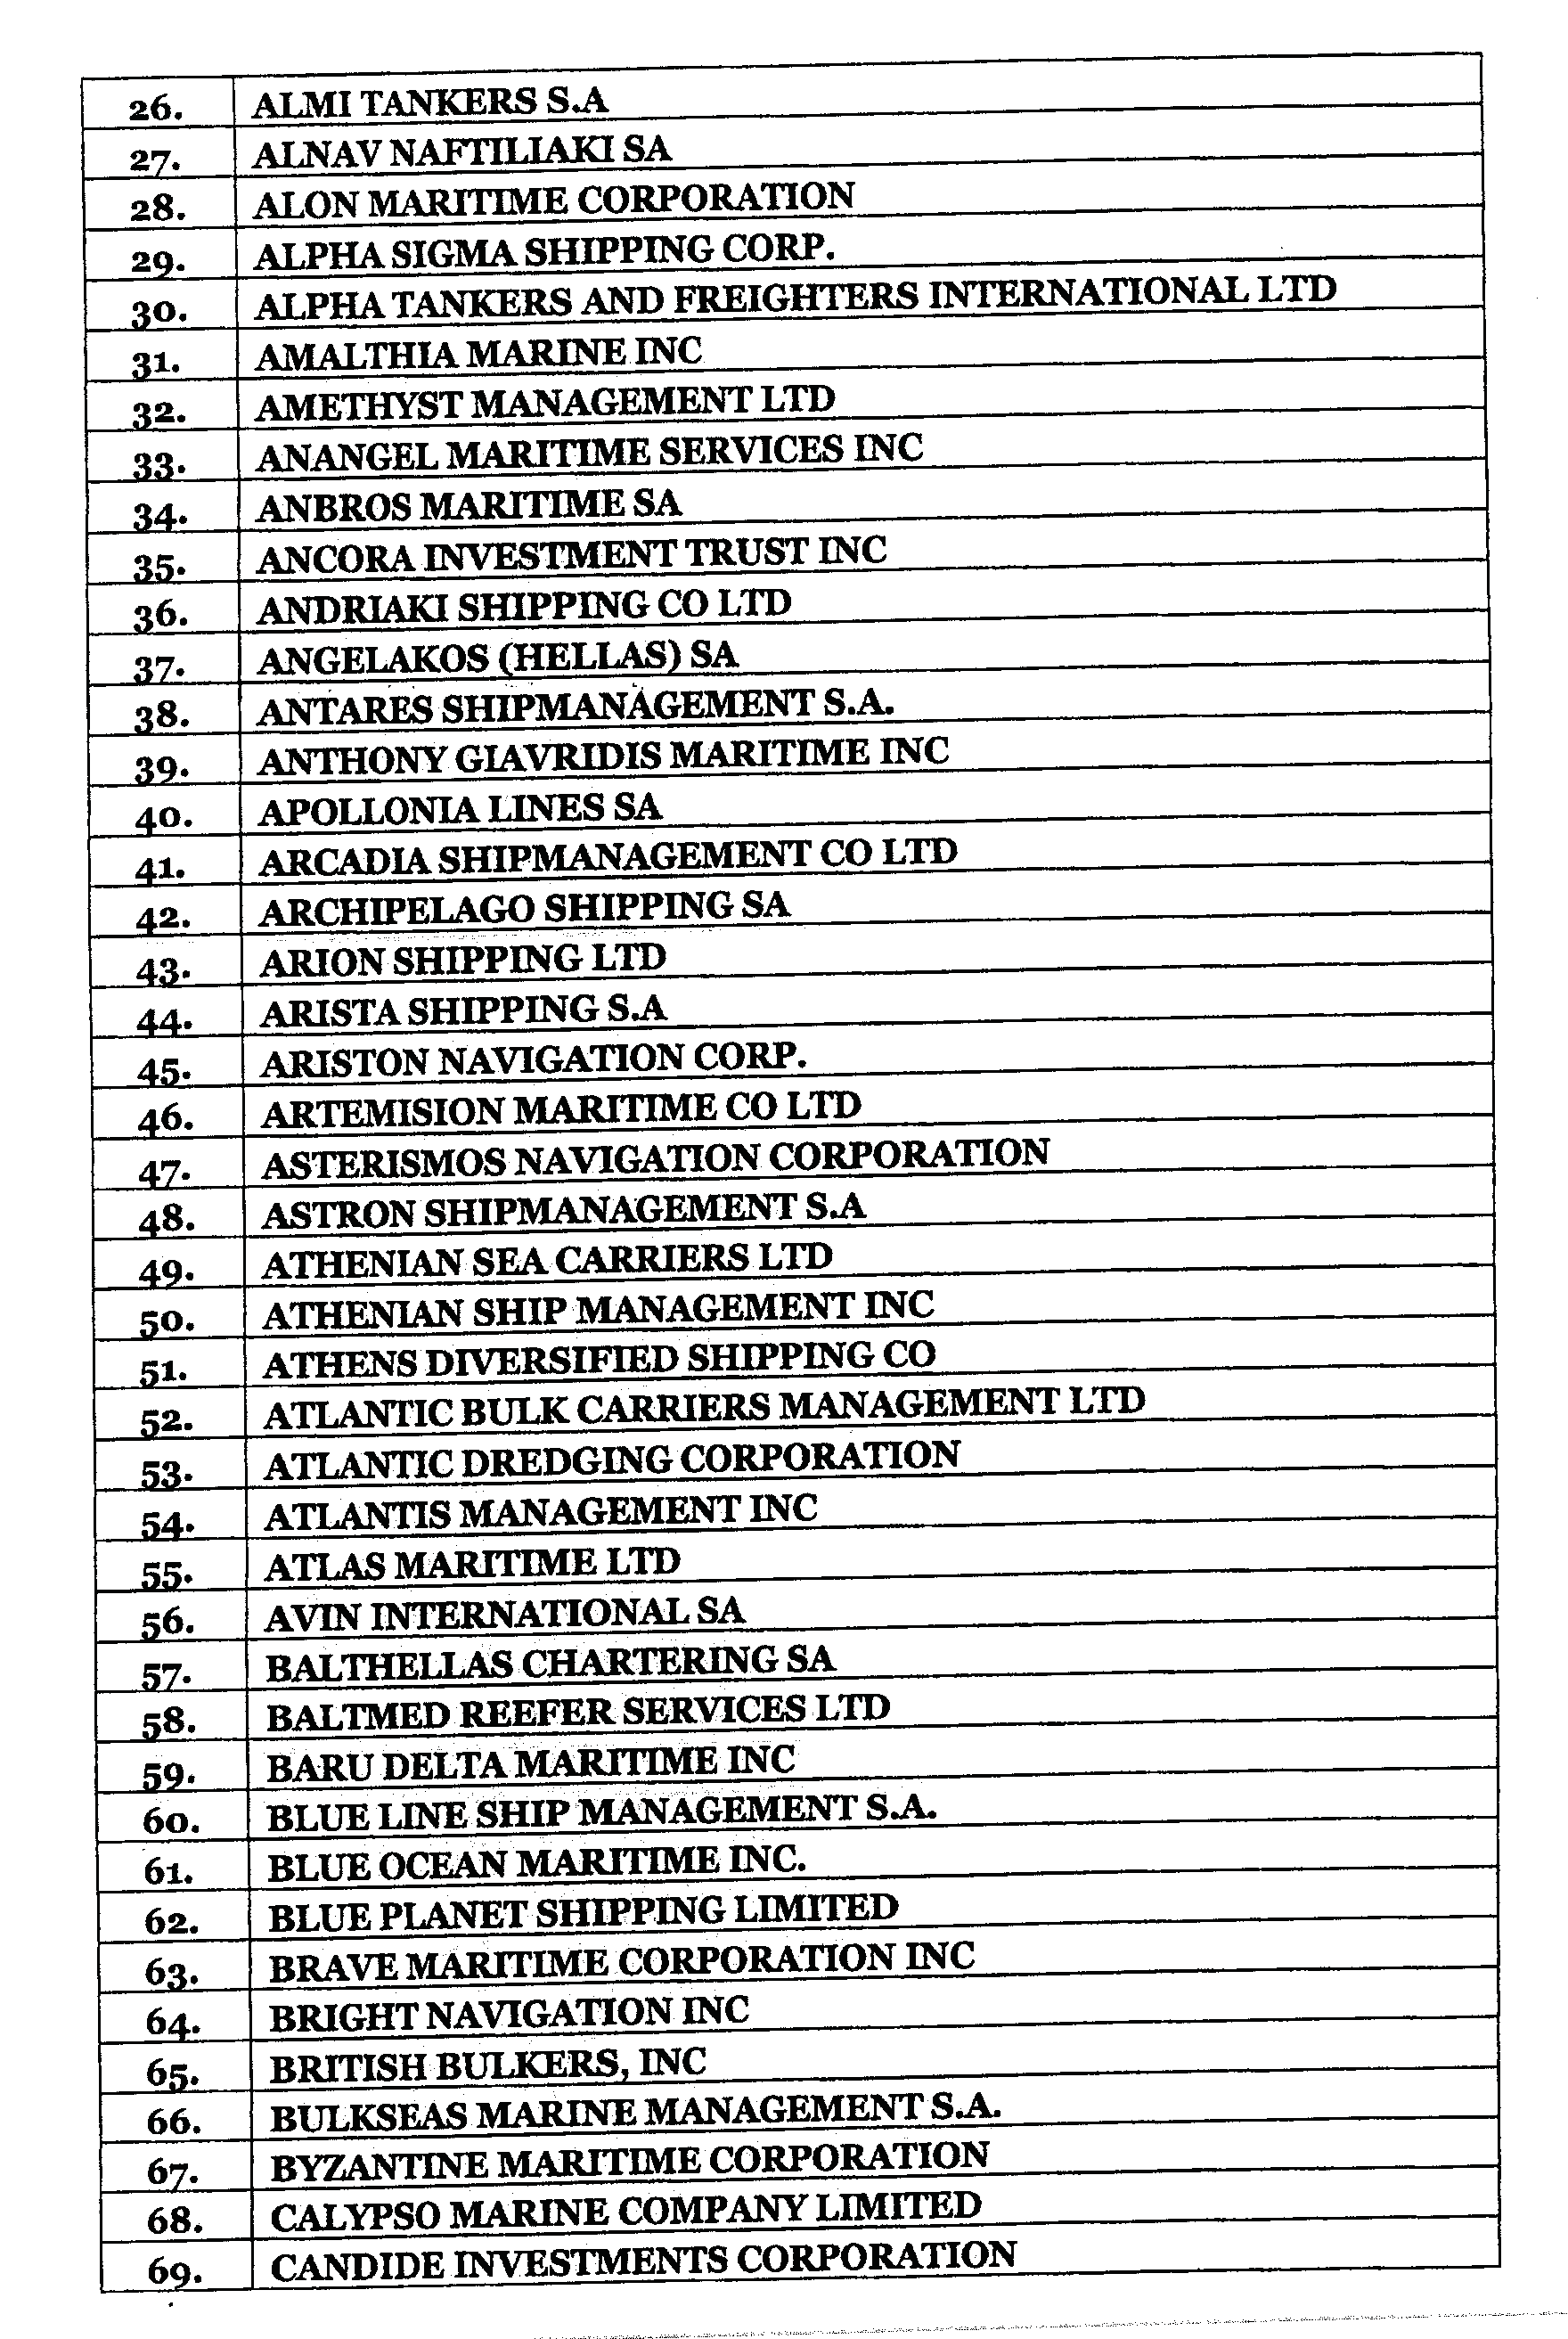 26. ALMI TANKERS S.A
27. ALNAV NAFTILIAKI SA
28. ALON MARITIME CORPORATION
29. ALPHA SIGMA SHIPPING CORP.
30. ALPHA TANKERS AND FREIGHTERS INTERNATIONAL LTD
31. AMALTHIA MARINE INC
32. AMETHYST MANAGEMENT LTD
33. ANANGEL MARITIME SERVICES INC
34. ANBROS MARITIME SA
35. ANCORA INVESTMENT TRUST INC
36. ANDRIAKI SHIPPING CO LTD
37. ANGELAKOS (HELLAS) SA
38. ANTARES SHIPMANAGEMENT S.A.
39. ANTHONY GIAVRIDIS MARITIME INC
40. APOLLONIA LINES SA
41. ARCADIA SHIPMANAGEMENT CO LTD
42. ARCHIPELAGO SHIPPING SA
43. ARION SHIPPING LTD
44. ARISTA SHIPPING S.A
45. ARISTON NAVIGATION CORP.
46. ARTEMISION MARITIME CO LTD
47. ASTERISMOS NAVIGATION CORPORATION
48. ASTRON SHIPMANAGEMENT S.A
49. ATHENIAN SEA CARRIERS LTD
50. ATHENIAN SHIP MANAGEMENT INC
51. ATHENS DIVERSIFIED SHIPPING CO
52. ATLANTIC BULK CARRIERS MANAGEMENT LTD
53. ATLANTIC DREDGING CORPORATION
54. ATLANTIS MANAGEMENT INC
55. ATLAS MARITIME LTD
56. AVIN INTERNATIONAL SA
57. BALTHELLAS CHARTERING SA
58. BALTMED REEFER SERVICES LTD
59. BARU DELTA MARITIME INC
60. BLUE LINE SHIP MANAGEMENT S.A.
61. BLUE OCEAN MARITIME INC.
62. BLUE PLANET SHIPPING LIMITED
63. BRAVE MARITIME CORPORATION INC
64. BRIGHT NAVIGATION INC
65. BRITISH BULKERS, INC
66. BULKSEAS MARINE MANAGEMENT S.A.
67. BYZANTINE MARITIME CORPORATION
68. CALYPSO MARINE COMPANY LIMITED
69. CANDIDE INVESTMENTS CORPORATION